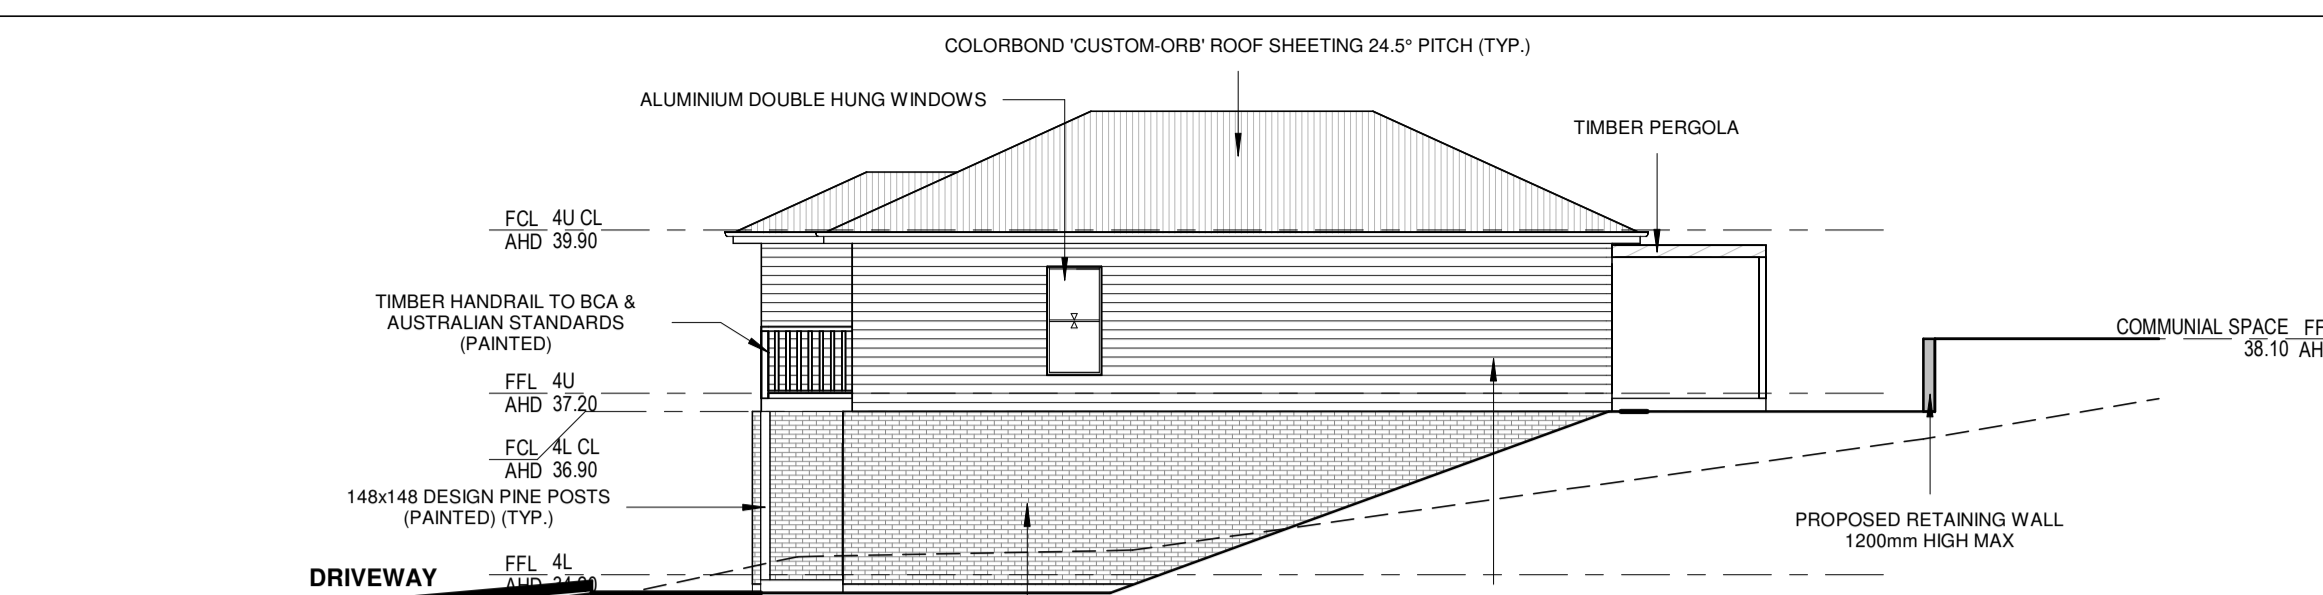 COLORBOND 'CUSTOM-ORB' ROOF SHEETING 24.5° PITCH (TYP.)
ALUMINIUM DOUBLE HUNG WINDOWS
TIMBER PERGOLA
FCL 4U CL
AHD 39.90
TIMBER HANDRAIL TO BCA &
AUSTRALIAN STANDARDS
(PAINTED)
COMMUNIAL SPACE
38.10
FFL 4U
AHD 37.20
FCL 4L CL
AHD 36.90
148x148 DESIGN PINE POSTS
(PAINTED) (TYP.)
PROPOSED RETAINING WALL
1200mm HIGH MAX
FFL 4L
AHD
DRIVEWAY